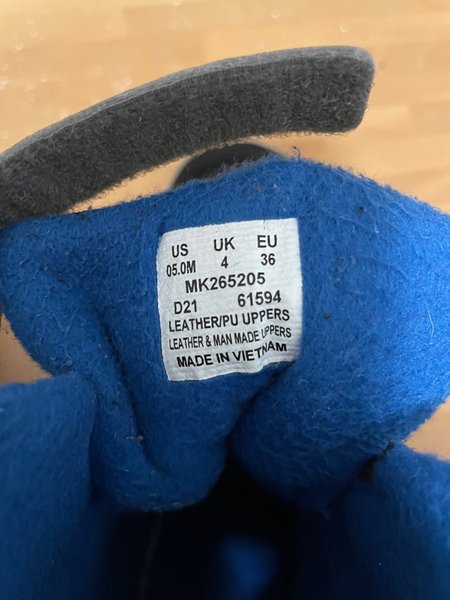 US UK EU
05.0M 4 36
MK265205
D21 61594
LEATHER/PU UPPERS
LEATHER & MAN MADE UPPERS
MADE IN VIETNAM